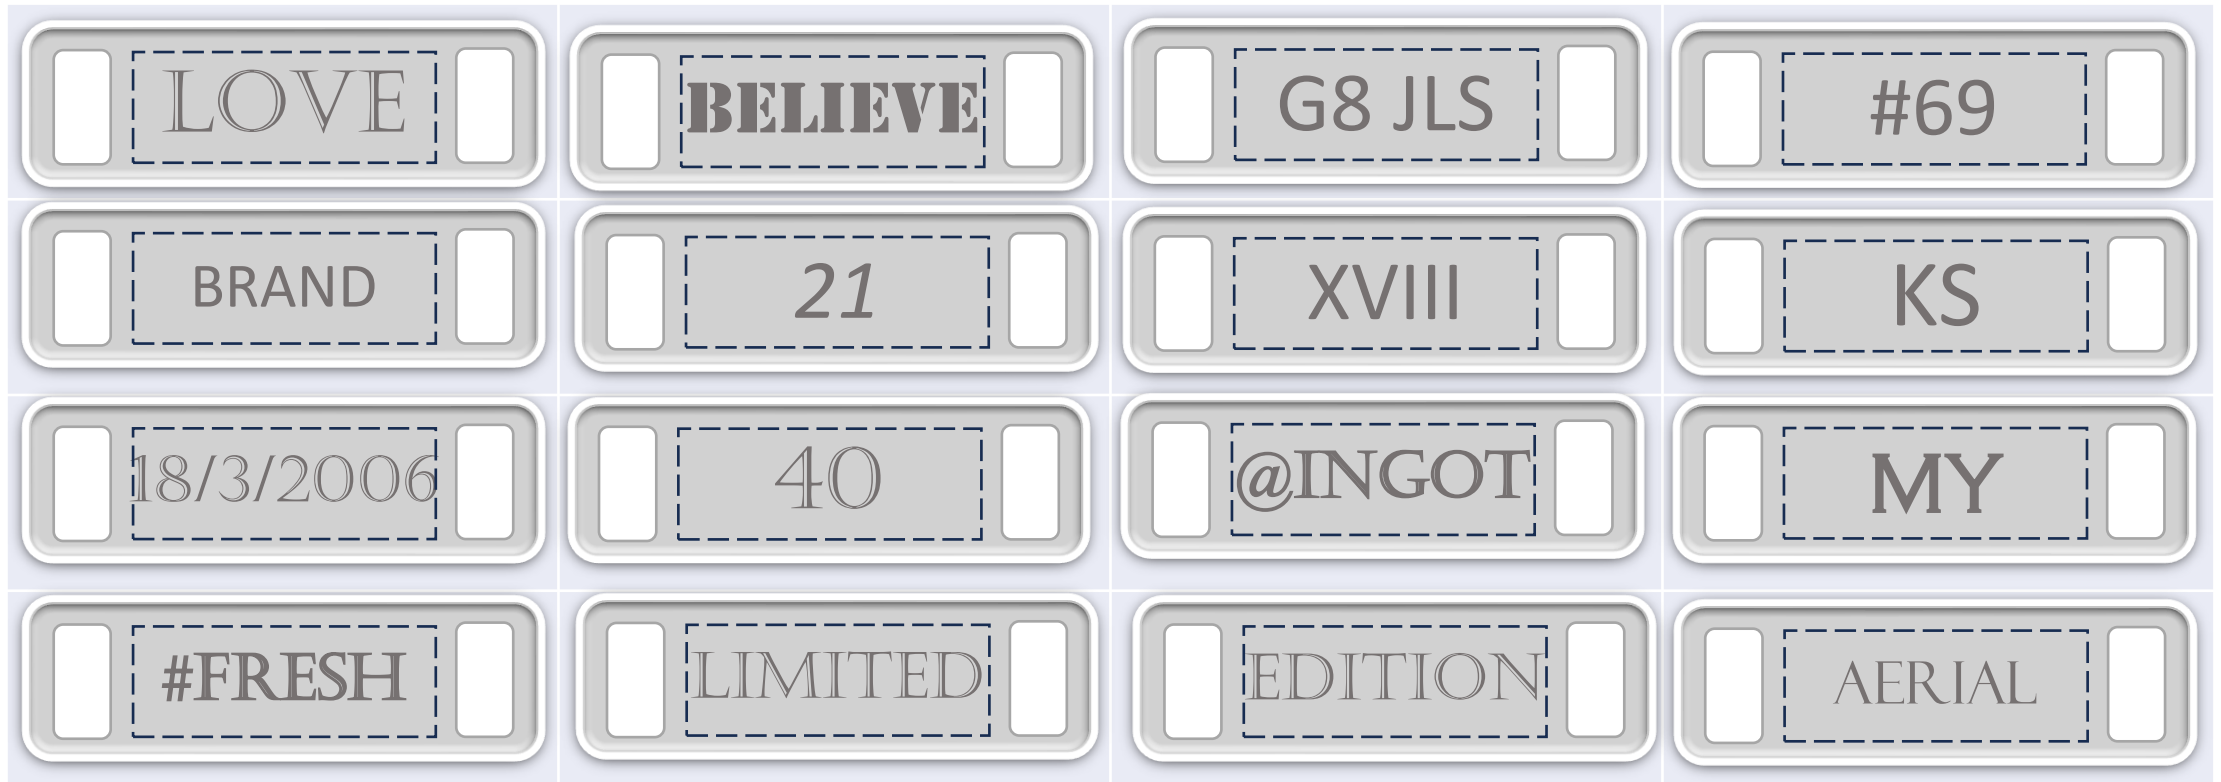 LOVE
BELIEVE
G8 JLS
#69
BRAND
21
XVIII
KS
18/3/2006
40
@INGOT
MY
#FRESH
LIMITED
EDITION
AERIAL